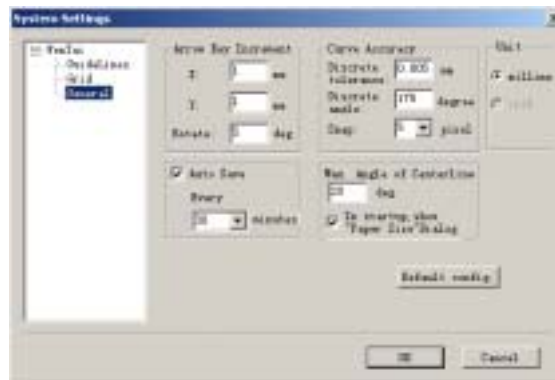 System Settings
Guidelines
Grid
General
Arrow Key Increment
X:
mm
Y:
mm
Rotate:
deg
Curve Accuracy
Discrete tolerance
0.005
mm
Discrete angle:
degree
Snap:
5
pixel
Unit
Auto Save
Every
minutes
Max. Angle of Centerline
deg
In starting, show
"Paper Size" Dialog
Default config
OK
Cancel